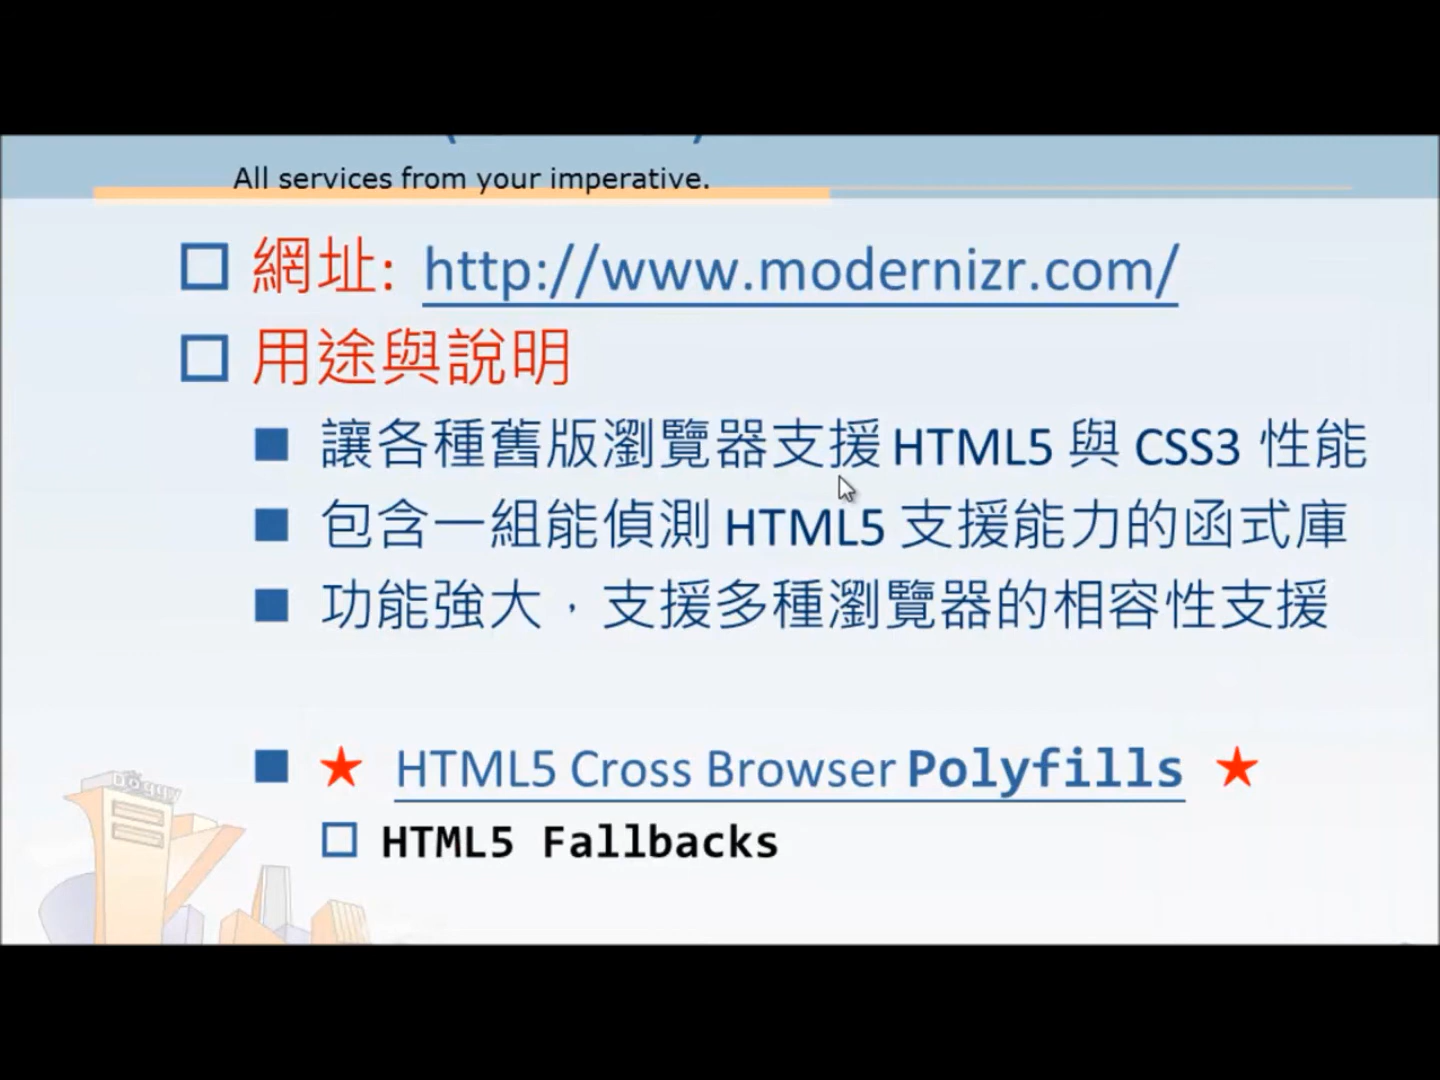 All services from your imperative.
網址: http://www.modernizr.com/
用途與說明
讓各種舊版瀏覽器支援 HTML5 與 CSS3 性能
包含一組能偵測 HTML5 支援能力的函式庫
功能強大，支援多種瀏覽器的相容性支援
★ HTML5 Cross Browser Polyfills ★
HTML5 Fallbacks
Doggy